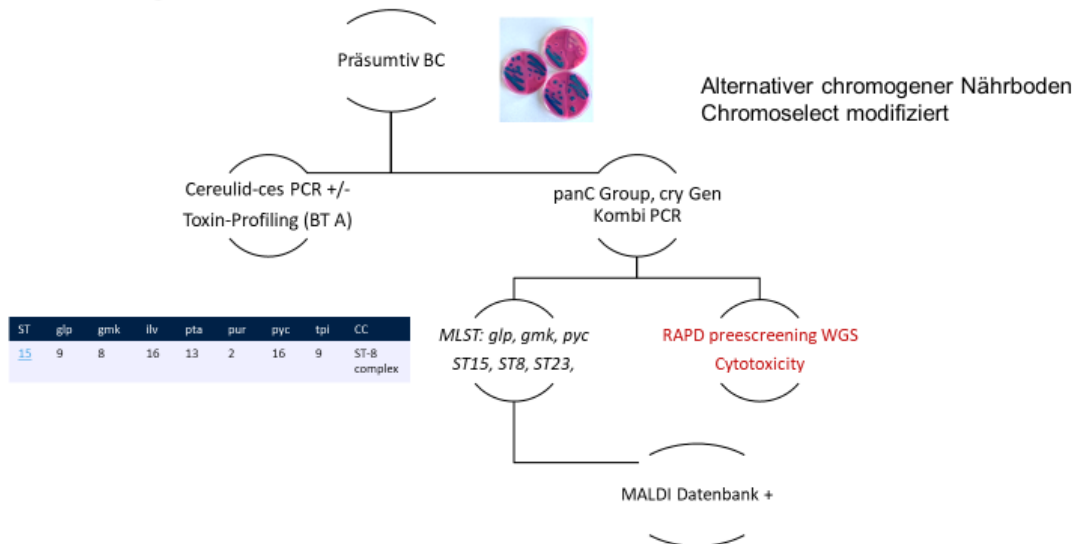 Präsumtiv BC
Alternativer chromogener Nährboden
Chromoselect modifiziert
Cereulid-ces PCR +/-
Toxin-Profiling (BT A)
panC Group, cry Gen
Kombi PCR
ST glp gmk ilv pta pur pyc tpi CC
15 9 8 16 13 2 16 9 ST-8
complex
MLST: glp, gmk, pyc
ST15, ST8, ST23,
RAPD preescreening WGS
Cytotoxicity
MALDI Datenbank +